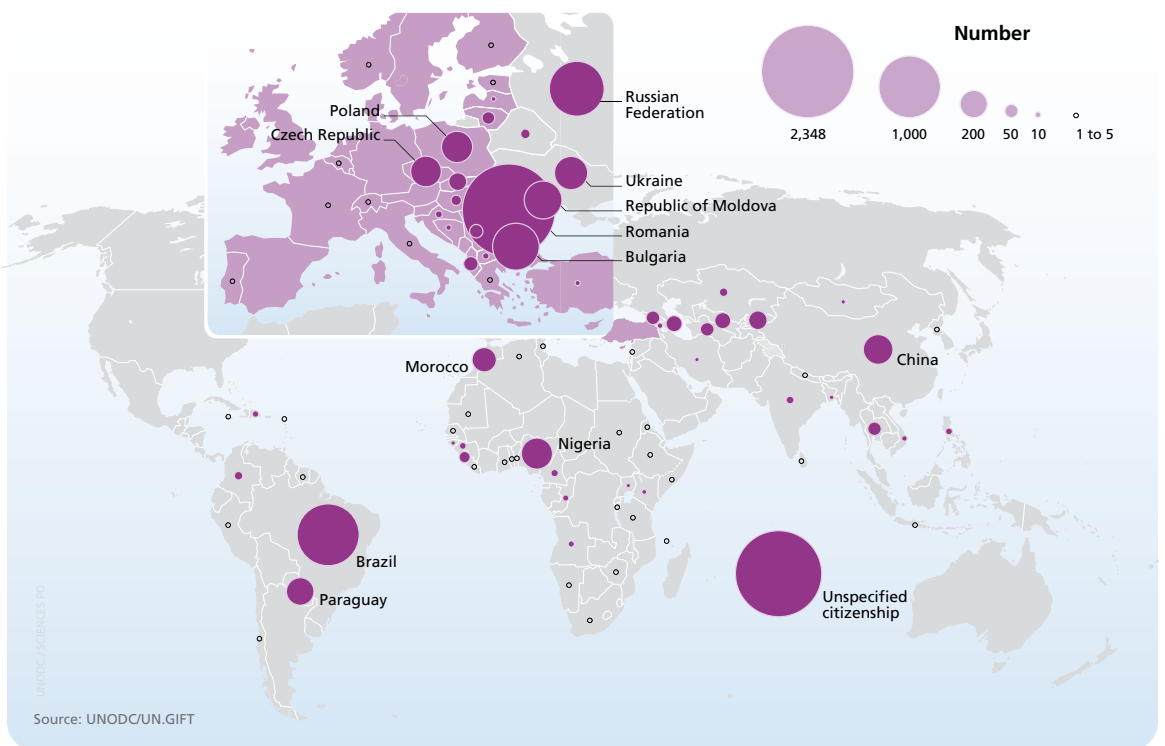 Number
2,348
1,000
200
50
10
1 to 5
Poland
Czech Republic
Russian
Federation
Ukraine
Republic of Moldova
Romania
Bulgaria
Morocco
China
Nigeria
Brazil
Paraguay
Unspecified
citizenship
UNODC / SCIENCES PO
Source: UNODC/UN.GIFT